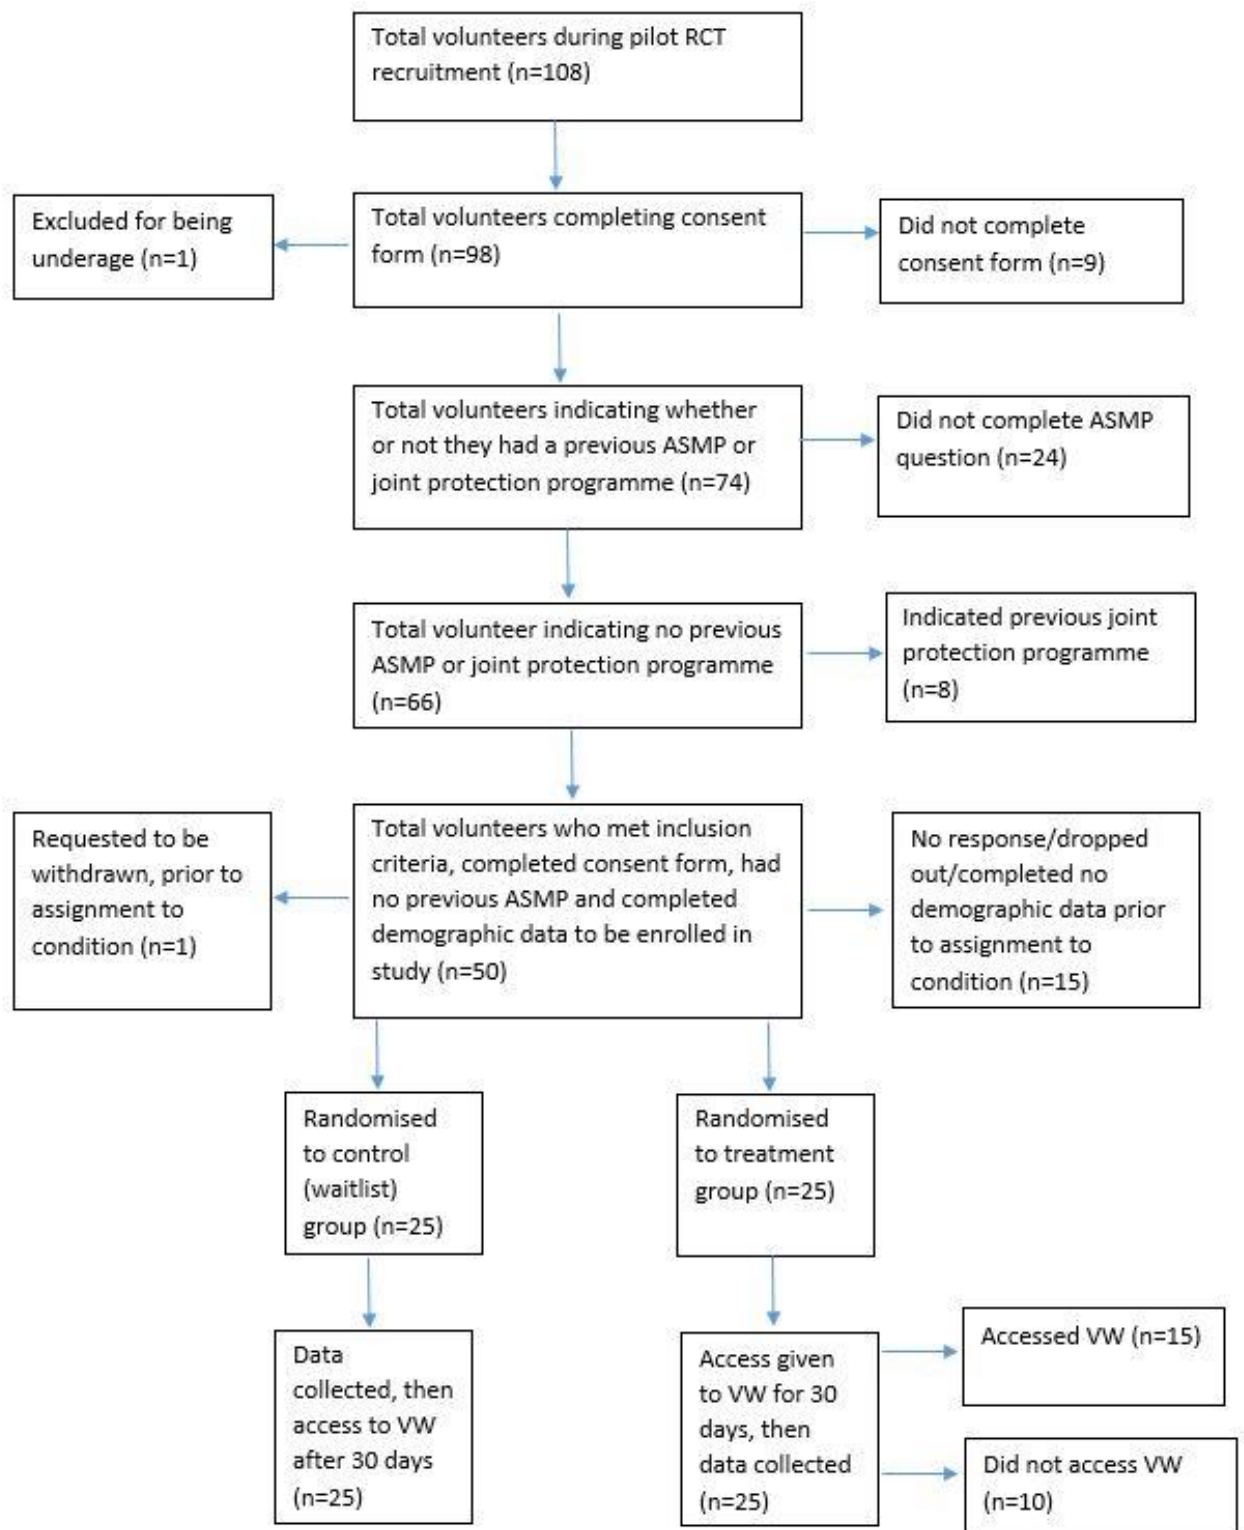 Total volunteers during pilot RCT
recruitment (n=108)
Excluded for being
underage (n=1)
Total volunteers completing consent
form (n=98)
Did not complete
consent form (n=9)
Total volunteers indicating whether
or not they had a previous ASMP or
joint protection programme (n=74)
Did not complete ASMP
question (n=24)
Total volunteer indicating no previous
ASMP or joint protection programme
(n=66)
Indicated previous joint
protection programme
(n=8)
Requested to be
withdrawn, prior to
assignment to
condition (n=1)
Total volunteers who met inclusion
criteria, completed consent form, had
no previous ASMP and completed
demographic data to be enrolled in
study (n=50)
No response/dropped
out/completed no
demographic data prior
to assignment to
condition (n=15)
Randomised
to control
(waitlist)
group (n=25)
Randomised
to treatment
group (n=25)
Data
collected, then
access to VW
after 30 days
(n=25)
Access given
to VW for 30
days, then
data collected
(n=25)
Accessed VW (n=15)
Did not access VW
(n=10)